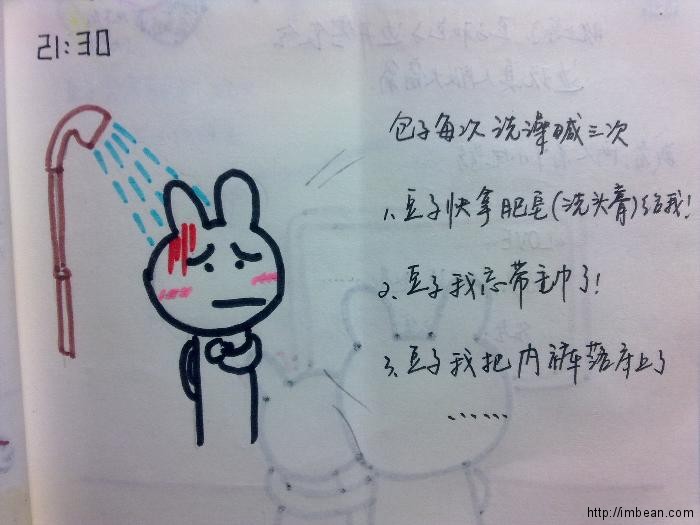 21:30
包子每次洗澡喊三次
1、豆子快拿肥皂(洗头膏)给我!
2、豆子我忘带毛巾了!
3、豆子我把内裤落床上了
......
http://imbean.com